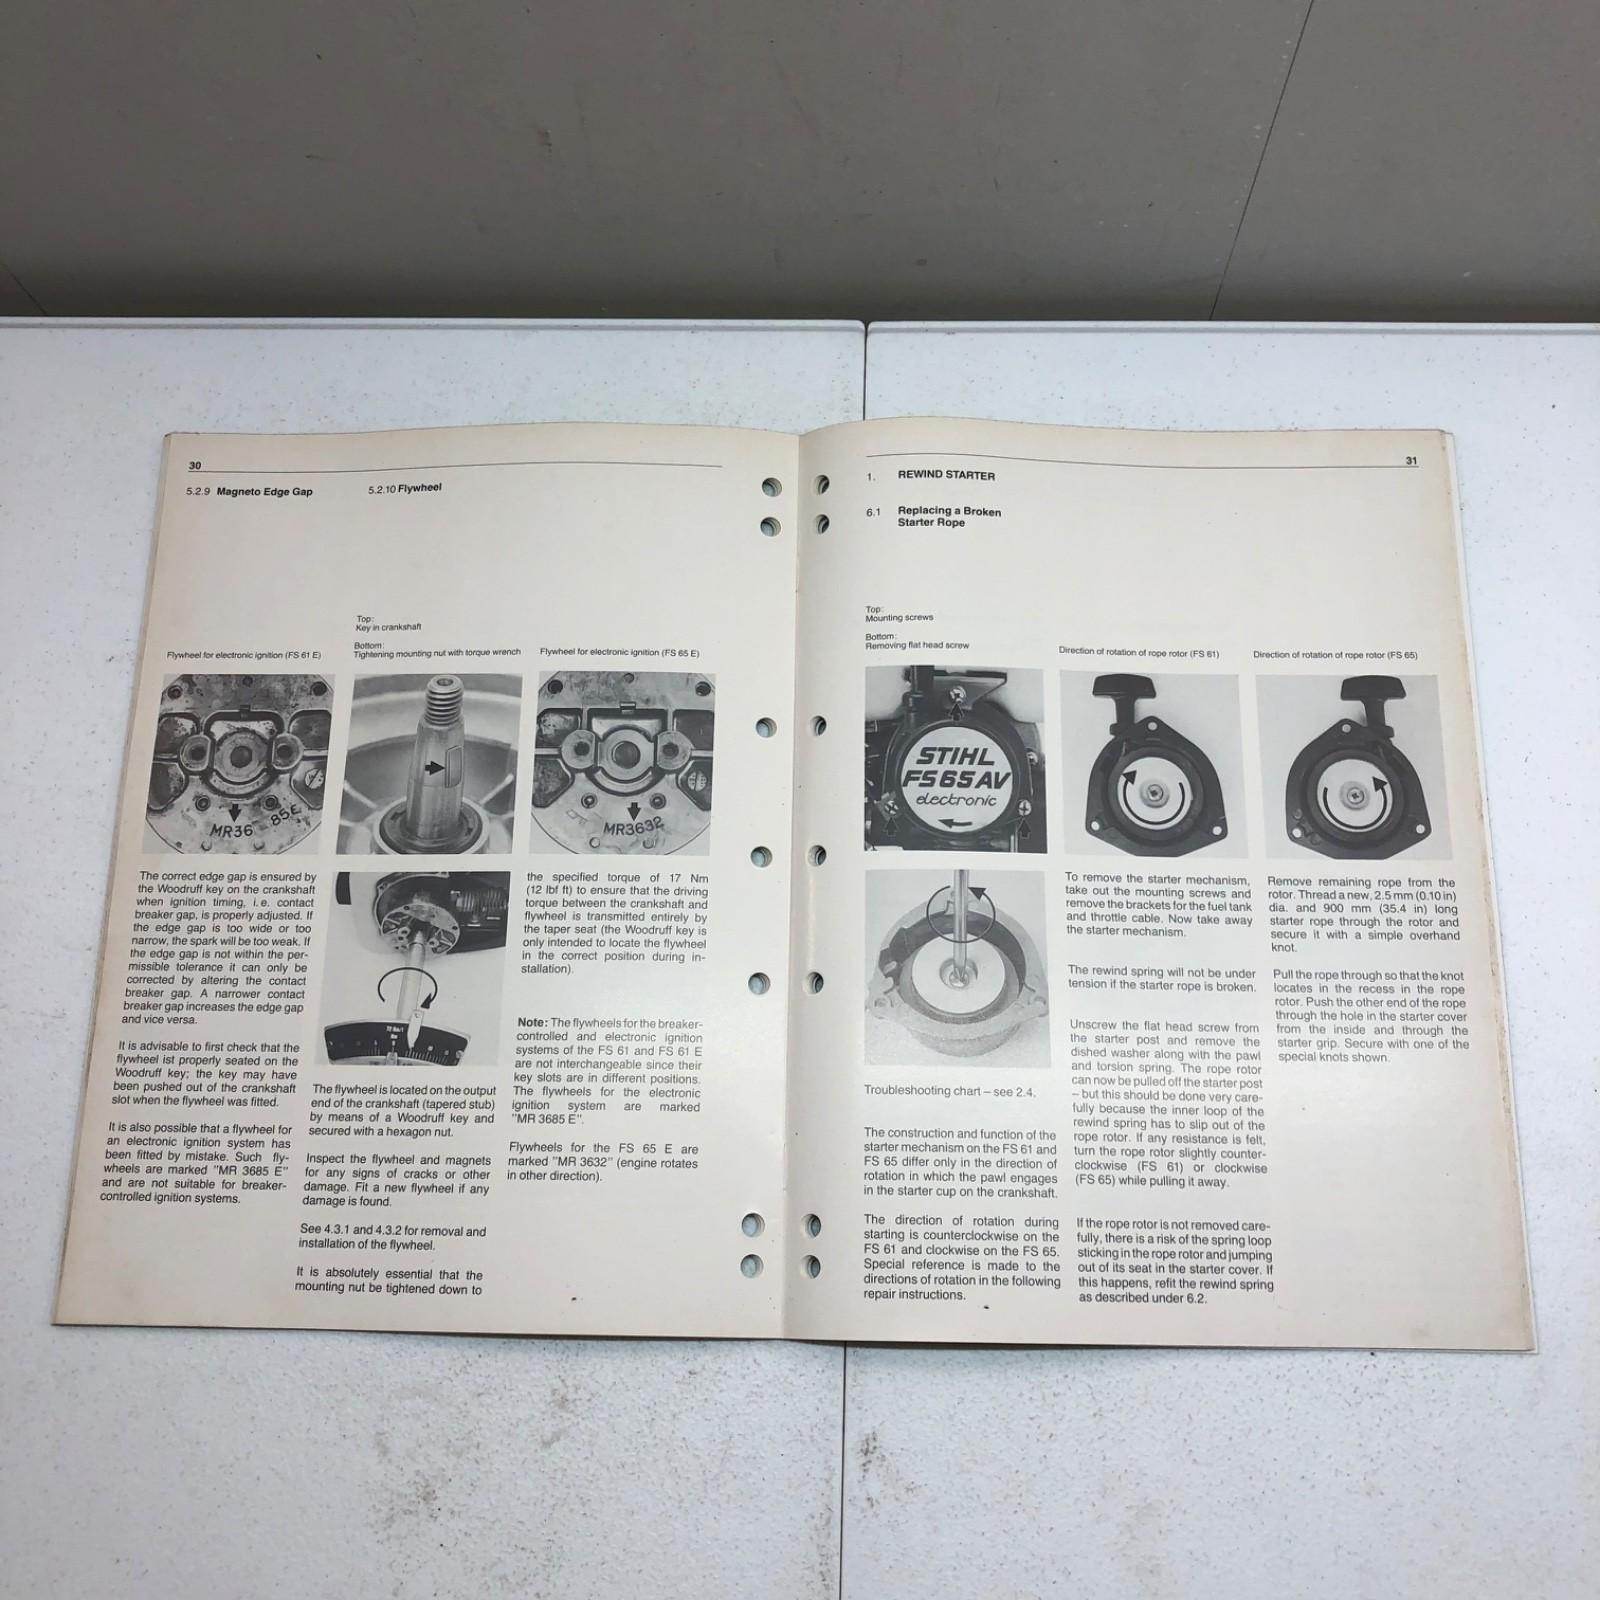 30
5.2.9 Magneto Edge Gap
5.2.10 Flywheel
Flywheel for electronic ignition (FS 61 E)
Top:
Key in crankshaft
Bottom:
Tightening mounting nut with torque wrench
Flywheel for electronic ignition (FS 65 E)
MR36 85E
MR3632
The correct edge gap is ensured by
the Woodruff key on the crankshaft
when ignition timing, i. e. contact
breaker gap, is properly adjusted. If
the edge gap is too wide or too
narrow, the spark will be too weak. If
the edge gap is not within the per-
missible tolerance it can only be
corrected by altering the contact
breaker gap. A narrower contact
breaker gap increases the edge gap
and vice versa.
It is advisable to first check that the
flywheel ist properly seated on the
Woodruff key; the key may have
been pushed out of the crankshaft
slot when the flywheel was fitted.
It is also possible that a flywheel for
an electronic ignition system has
been fitted by mistake. Such fly-
wheels are marked "MR 3685 E"
and are not suitable for breaker-
controlled ignition systems.
The flywheel is located on the output
end of the crankshaft (tapered stub)
by means of a Woodruff key and
secured with a hexagon nut.
Inspect the flywheel and magnets
for any signs of cracks or other
damage. Fit a new flywheel if any
damage is found.
See 4.3.1 and 4.3.2 for removal and
installation of the flywheel.
It is absolutely essential that the
mounting nut be tightened down to
the specified torque of 17 Nm
(12 lbf ft) to ensure that the driving
torque between the crankshaft and
flywheel is transmitted entirely by
the taper seat (the Woodruff key is
only intended to locate the flywheel
in the correct position during in-
stallation).
Note: The flywheels for the breaker-
controlled and electronic ignition
systems of the FS 61 and FS 61 E
are not interchangeable since their
key slots are in different positions.
The flywheels for the electronic
ignition system are marked
"MR 3685 E".
Flywheels for the FS 65 E are
marked "MR 3632" (engine rotates
in other direction).
31
1. REWIND STARTER
6.1 Replacing a Broken
Starter Rope
Top:
Mounting screws
Bottom:
Removing flat head screw
Direction of rotation of rope rotor (FS 61)
Direction of rotation of rope rotor (FS 65)
STIHL
FS 65 AV
electronic
Troubleshooting chart – see 2.4.
The construction and function of the
starter mechanism on the FS 61 and
FS 65 differ only in the direction of
rotation in which the pawl engages
in the starter cup on the crankshaft.
The direction of rotation during
starting is counterclockwise on the
FS 61 and clockwise on the FS 65.
Special reference is made to the
directions of rotation in the following
repair instructions.
To remove the starter mechanism,
take out the mounting screws and
remove the brackets for the fuel tank
and throttle cable. Now take away
the starter mechanism.
The rewind spring will not be under
tension if the starter rope is broken.
Unscrew the flat head screw from
the starter post and remove the
dished washer along with the pawl
and torsion spring. The rope rotor
can now be pulled off the starter post
– but this should be done very care-
fully because the inner loop of the
rewind spring has to slip out of the
rope rotor. If any resistance is felt,
turn the rope rotor slightly counter-
clockwise (FS 61) or clockwise
(FS 65) while pulling it away.
If the rope rotor is not removed care-
fully, there is a risk of the spring loop
sticking in the rope rotor and jumping
out of its seat in the starter cover. If
this happens, refit the rewind spring
as described under 6.2.
Remove remaining rope from the
rotor. Thread a new, 2.5 mm (0.10 in)
dia. and 900 mm (35.4 in) long
starter rope through the rotor and
secure it with a simple overhand
knot.
Pull the rope through so that the knot
locates in the recess in the rope
rotor. Push the other end of the rope
through the hole in the starter cover
from the inside and through the
starter grip. Secure with one of the
special knots shown.